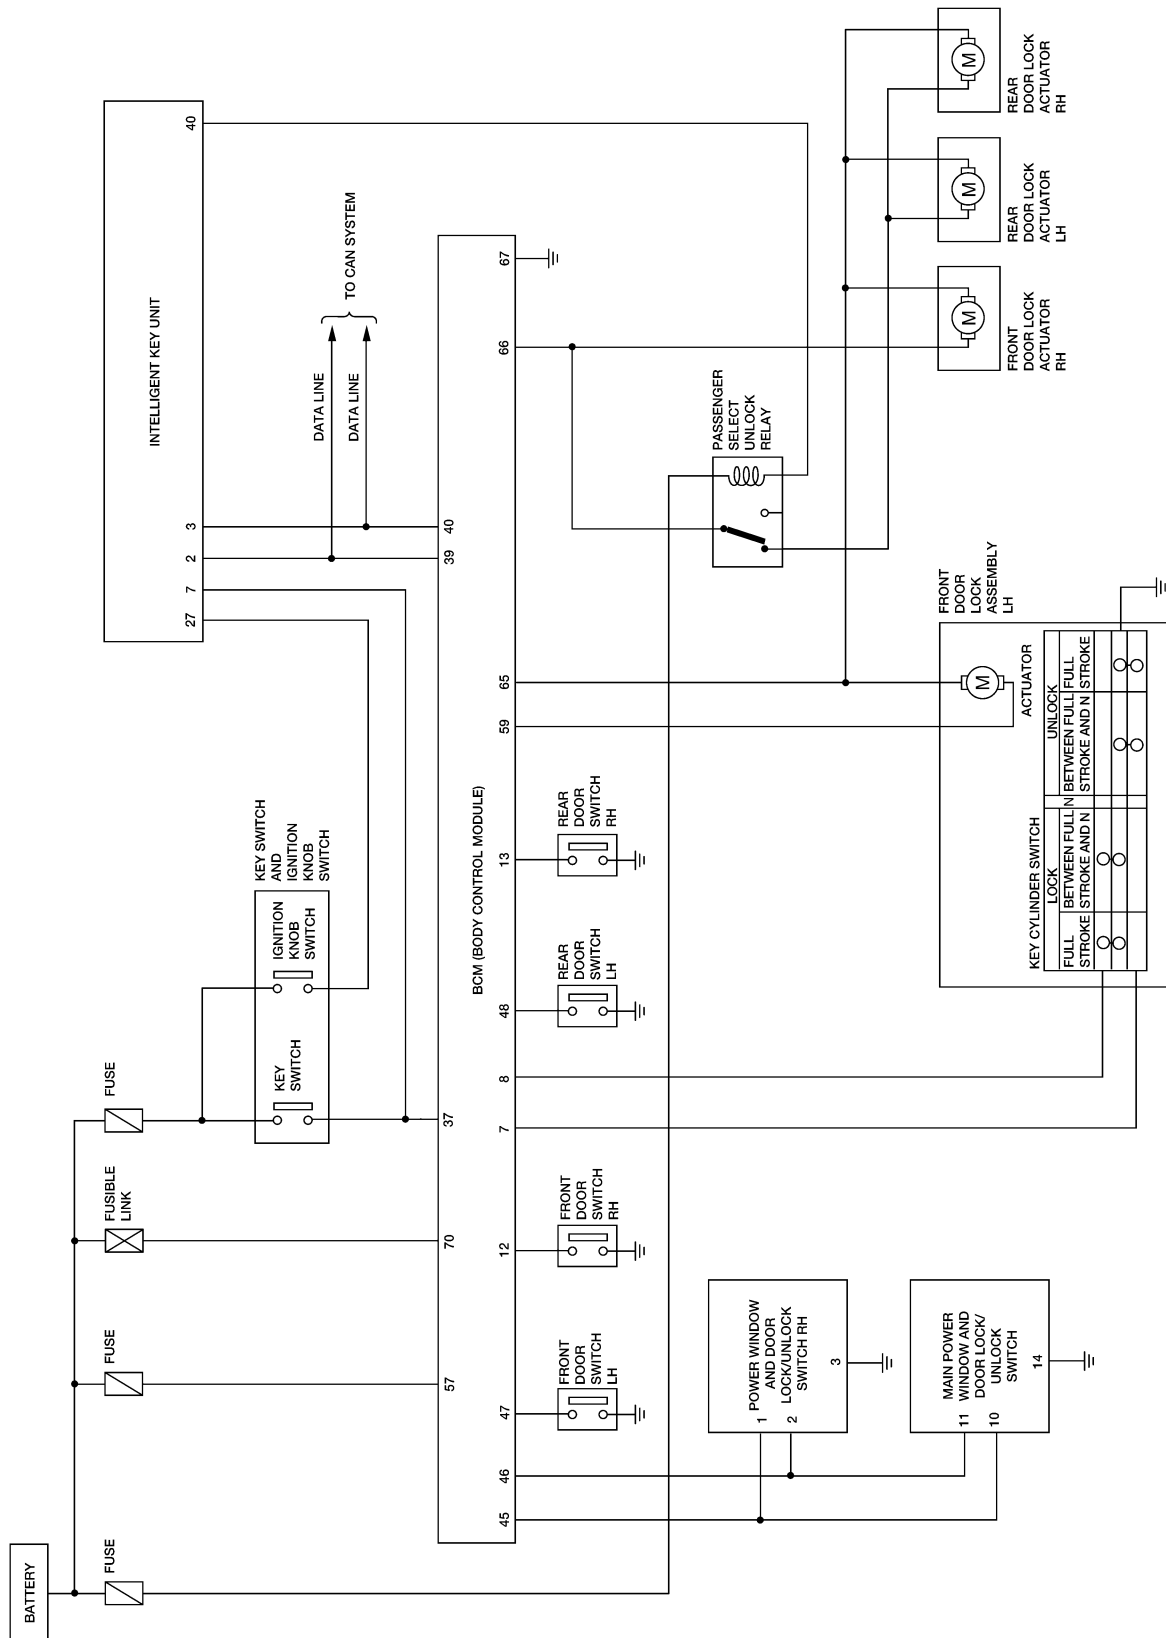 BATTERY
FUSE
FUSE
FUSIBLE
LINK
FUSE
KEY SWITCH
AND
IGNITION
KNOB
SWITCH
KEY
SWITCH
IGNITION
KNOB
SWITCH
INTELLIGENT KEY UNIT
27
7
2
3
40
DATA LINE
DATA LINE
TO CAN SYSTEM
57
70
37
39
40
BCM (BODY CONTROL MODULE)
45
46
47
12
7
8
48
13
59
65
66
67
FRONT
DOOR
SWITCH
LH
FRONT
DOOR
SWITCH
RH
REAR
DOOR
SWITCH
LH
REAR
DOOR
SWITCH
RH
PASSENGER
SELECT
UNLOCK
RELAY
POWER WINDOW
AND DOOR
LOCK/UNLOCK
SWITCH RH
1
2
3
MAIN POWER
WINDOW AND
DOOR LOCK/
UNLOCK
SWITCH
11
10
14
FRONT
DOOR
LOCK
ASSEMBLY
LH
M
ACTUATOR
KEY CYLINDER SWITCH
LOCK
N
UNLOCK
FULL
STROKE
BETWEEN FULL
STROKE AND N
BETWEEN FULL
STROKE AND N
FULL
STROKE
M
FRONT
DOOR LOCK
ACTUATOR
RH
M
REAR
DOOR LOCK
ACTUATOR
LH
M
REAR
DOOR LOCK
ACTUATOR
RH